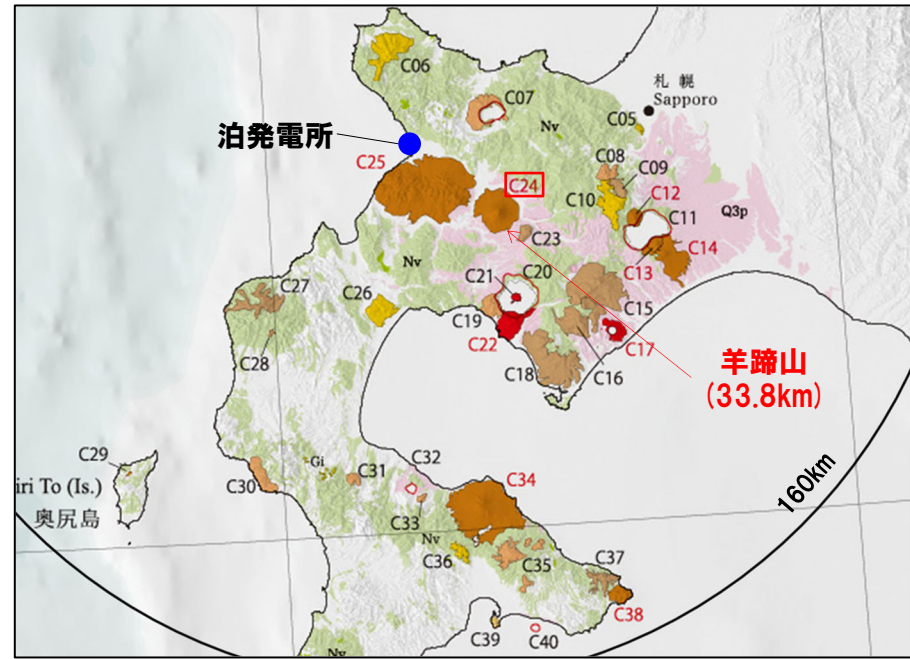 C06
C07
札 幌
Sapporo
泊発電所
Nv
C05
C25
C08
C09
C24
C10
C12
C11
Q3p
C23
C13
C14
Nv
C20
C21
C27
C26
C15
C19
C22
C17
C28
C18
C16
羊蹄山
(33.8km)
C29
C32
C34
Gi
C31
iri To (Is.)
奥尻島
C30
160km
C33
Nv
C36
C35
C37
C38
C39
C40
Nv